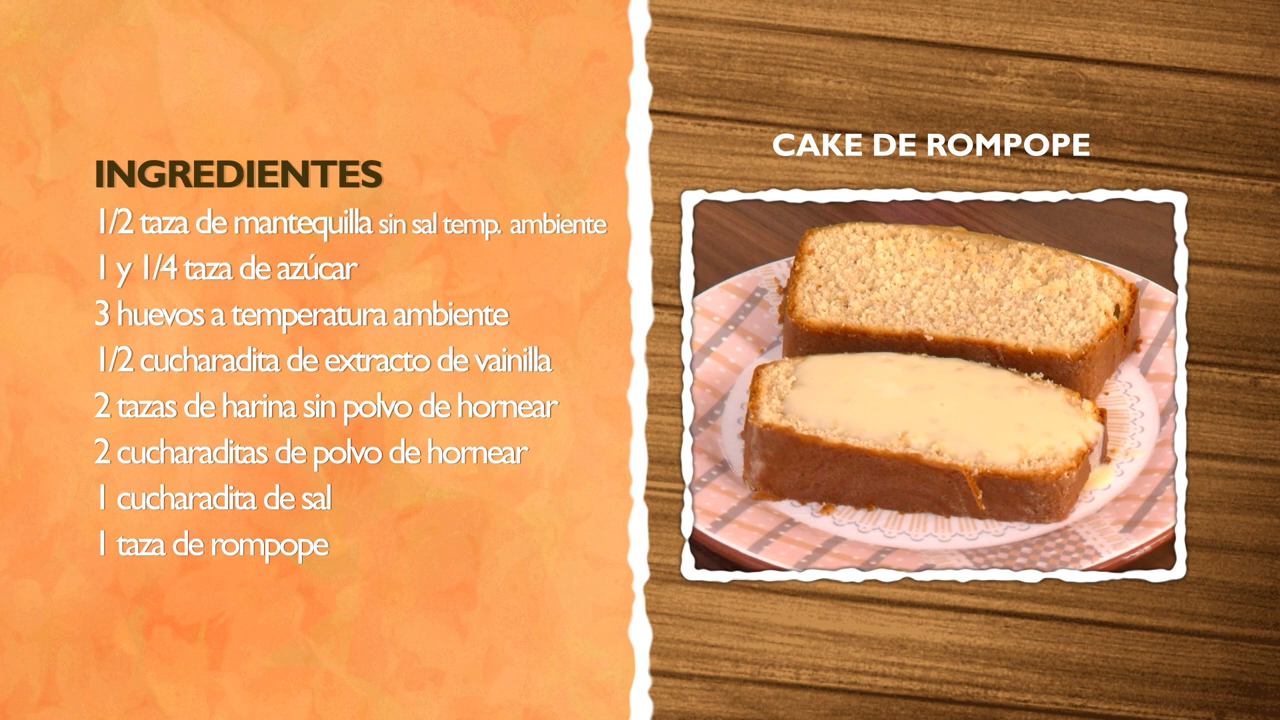 INGREDIENTES
1/2 taza de mantequilla sin sal temp. ambiente
1 y 1/4 taza de azúcar
3 huevos a temperatura ambiente
1/2 cucharadita de extracto de vainilla
2 tazas de harina sin polvo de hornear
2 cucharaditas de polvo de hornear
1 cucharadita de sal
1 taza de rompope
CAKE DE ROMPOPE